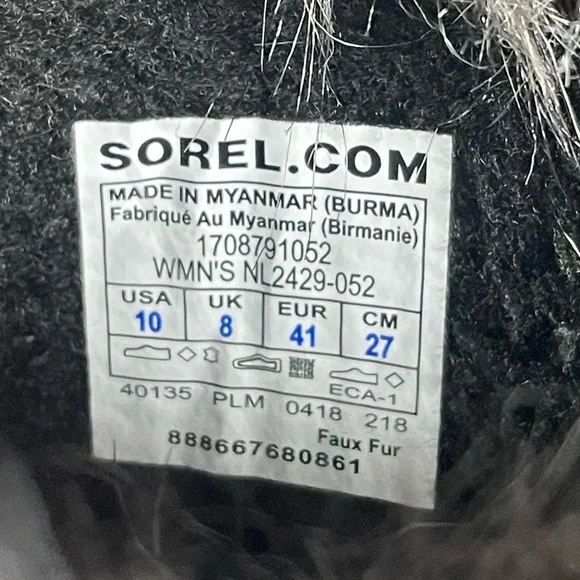 SOREL.COM
MADE IN MYANMAR (BURMA)
Fabriqué Au Myanmar (Birmanie)
1708791052
WMN'S NL2429-052
USA UK EUR CM
10 8 41 27
ECA-1
40135 PLM 0418 218
Faux Fur
888667680861